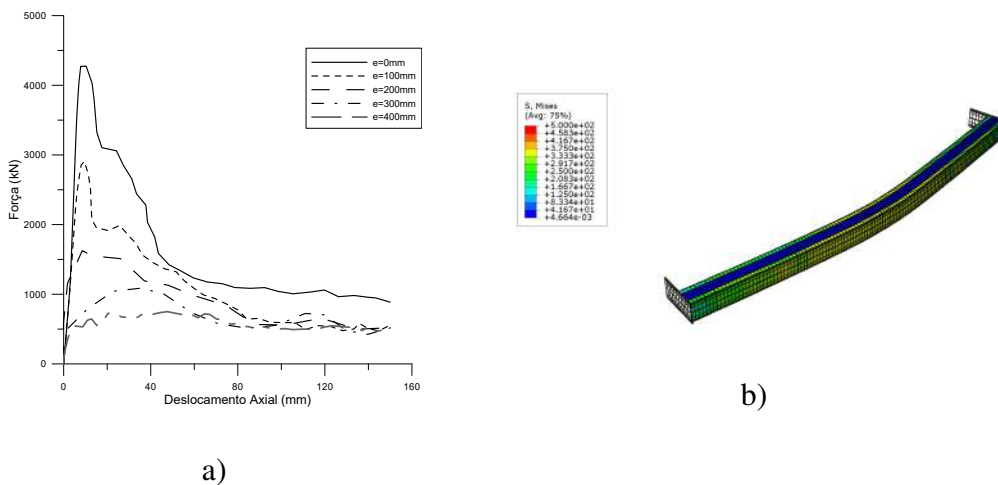 5000
4000
3000
2000
1000
0
Força (kN)
0
40
80
120
160
Deslocamento Axial (mm)
e=0mm
e=100mm
e=200mm
e=300mm
e=400mm
a)
S, Mises
(Avg: 75%)
+5.000e+02
+4.583e+02
+4.167e+02
+3.750e+02
+3.333e+02
+2.917e+02
+2.500e+02
+2.083e+02
+1.667e+02
+1.250e+02
+8.334e+01
+4.167e+01
+4.664e-03
b)